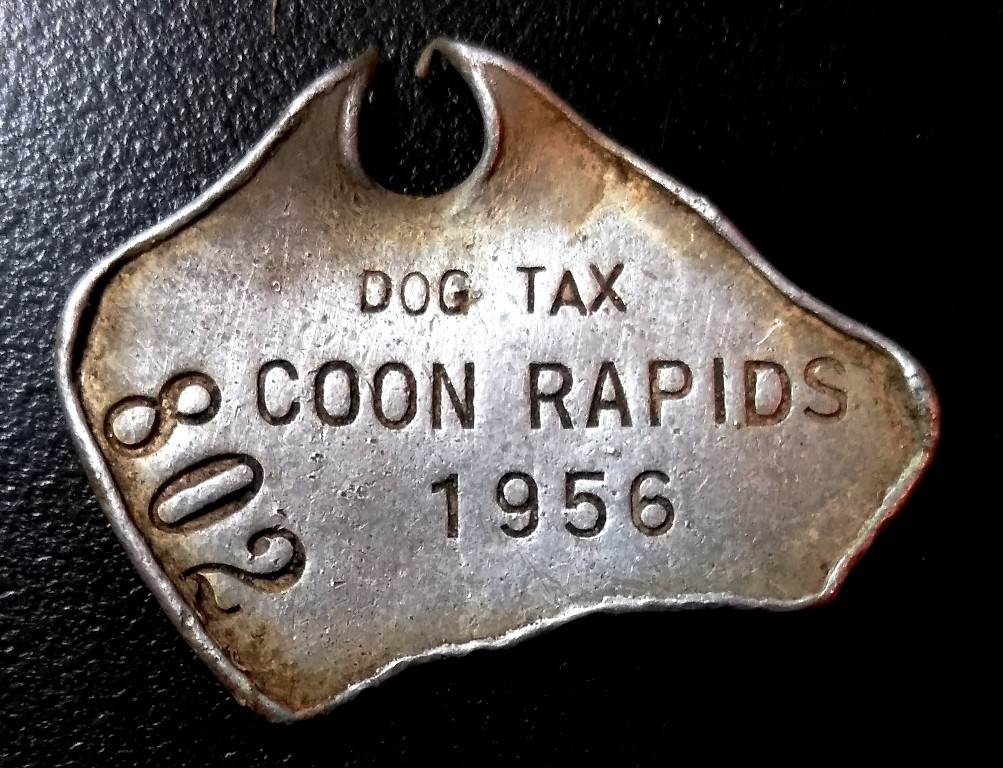 DOG TAX
COON RAPIDS
1956
802